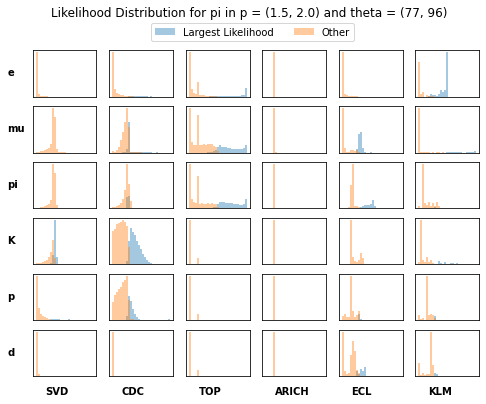 Likelihood Distribution for pi in p = (1.5, 2.0) and theta = (77, 96)
Largest Likelihood Other
e
mu
pi
K
p
d
SVD CDC TOP ARICH ECL KLM